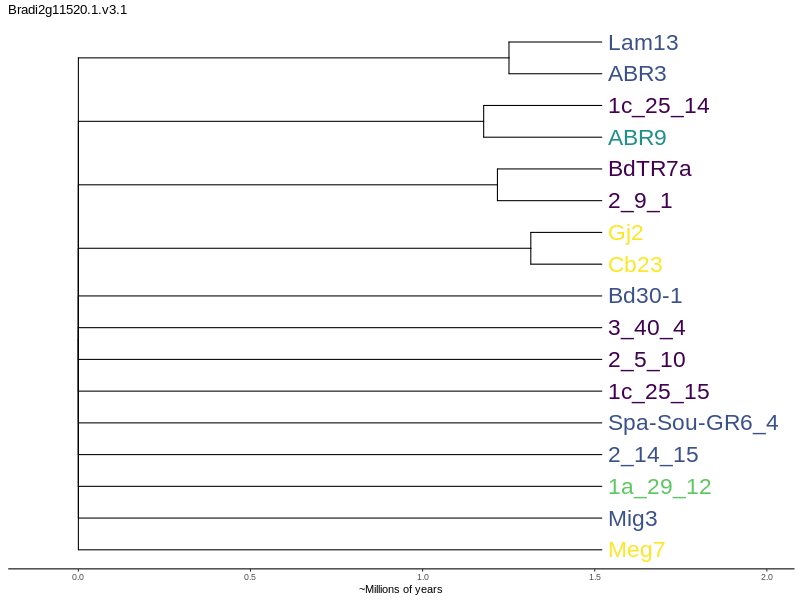 Bradi2g11520.1.v3.1
Lam13
ABR3
1c_25_14
ABR9
BdTR7a
2_9_1
Gj2
Cb23
Bd30-1
3_40_4
2_5_10
1c_25_15
Spa-Sou-GR6_4
2_14_15
1a_29_12
Mig3
Meg7
0.0 0.5 1.0 1.5 2.0
~Millions of years